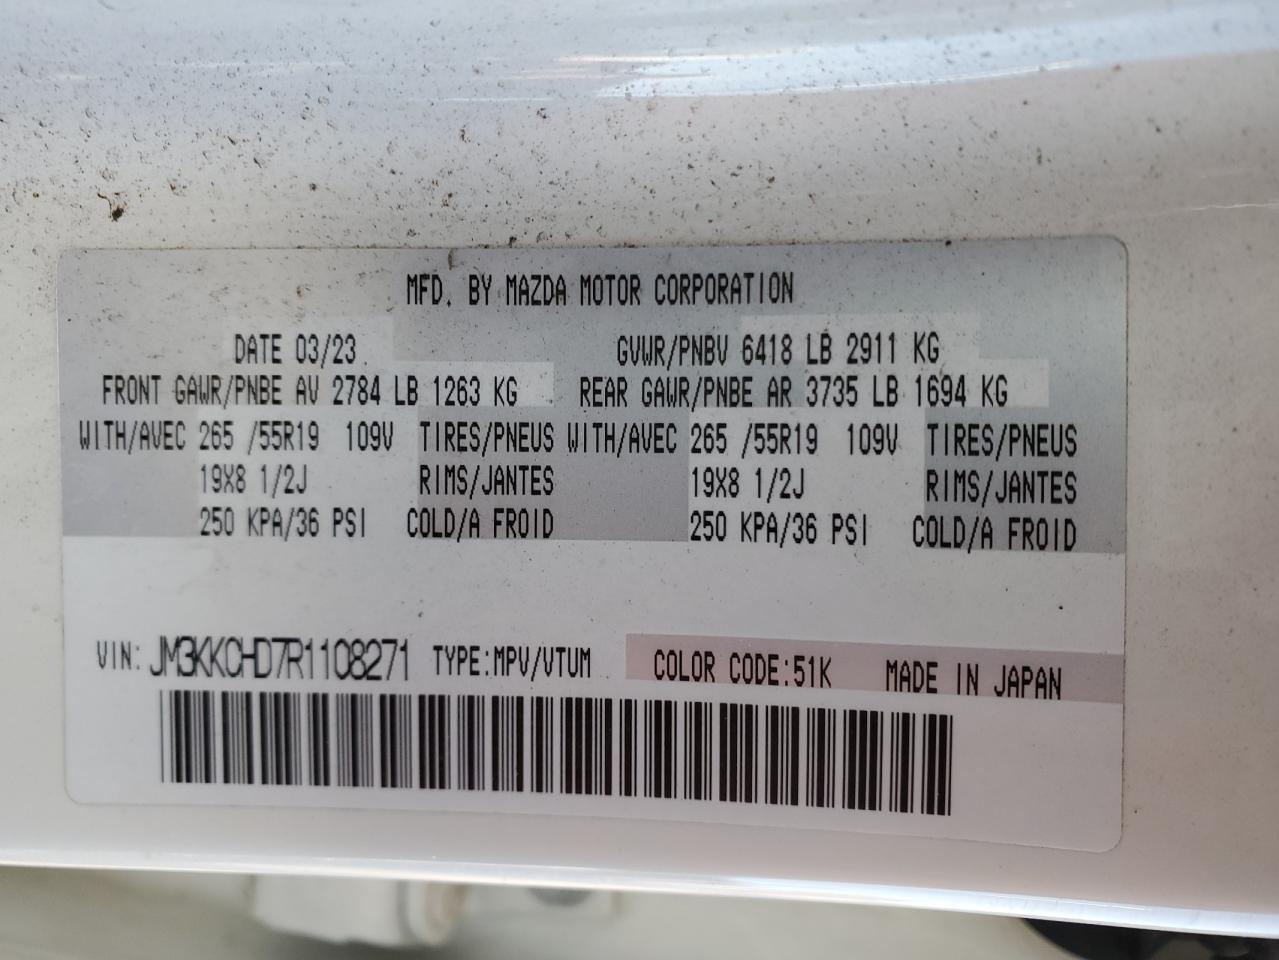 MFD. BY MAZDA MOTOR CORPORATION
DATE 03/23 GVWR/PNBV 6418 LB 2911 KG
FRONT GAWR/PNBE AV 2784 LB 1263 KG REAR GAWR/PNBE AR 3735 LB 1694 KG
WITH/AVEC 265 /55R19 109V TIRES/PNEUS WITH/AVEC 265 /55R19 109V TIRES/PNEUS
19X8 1/2J RIMS/JANTES 19X8 1/2J RIMS/JANTES
250 KPA/36 PSI COLD/A FROID 250 KPA/36 PSI COLD/A FROID
VIN: JM3KKCHD7R1108271 TYPE:MPV/VTUM COLOR CODE:51K MADE IN JAPAN